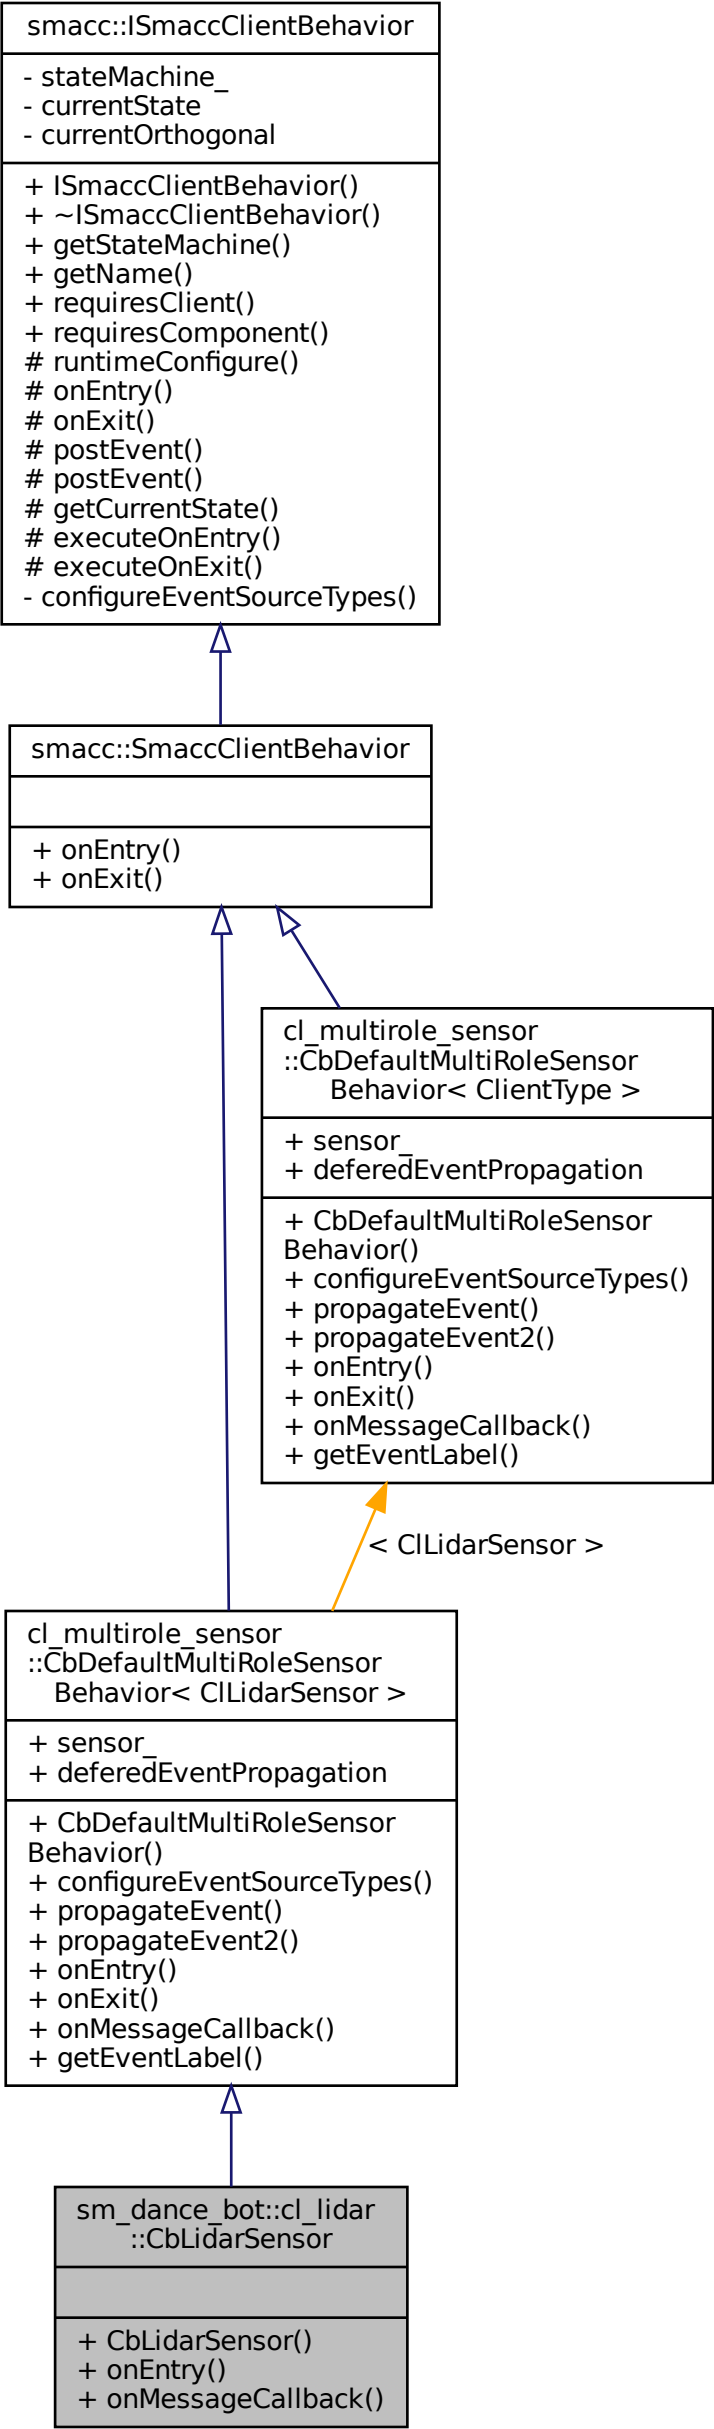 smacc::ISmaccClientBehavior
- stateMachine_
- currentState
- currentOrthogonal
+ ISmaccClientBehavior()
+ ~ISmaccClientBehavior()
+ getStateMachine()
+ getName()
+ requiresClient()
+ requiresComponent()
# runtimeConfigure()
# onEntry()
# onExit()
# postEvent()
# postEvent()
# getCurrentState()
# executeOnEntry()
# executeOnExit()
- configureEventSourceTypes()
smacc::SmaccClientBehavior
+ onEntry()
+ onExit()
cl_multirole_sensor
::CbDefaultMultiRoleSensor
Behavior< ClientType >
+ sensor_
+ deferedEventPropagation
+ CbDefaultMultiRoleSensor
Behavior()
+ configureEventSourceTypes()
+ propagateEvent()
+ propagateEvent2()
+ onEntry()
+ onExit()
+ onMessageCallback()
+ getEventLabel()
< ClLidarSensor >
cl_multirole_sensor
::CbDefaultMultiRoleSensor
Behavior< ClLidarSensor >
+ sensor_
+ deferedEventPropagation
+ CbDefaultMultiRoleSensor
Behavior()
+ configureEventSourceTypes()
+ propagateEvent()
+ propagateEvent2()
+ onEntry()
+ onExit()
+ onMessageCallback()
+ getEventLabel()
sm_dance_bot::cl_lidar
::CbLidarSensor
+ CbLidarSensor()
+ onEntry()
+ onMessageCallback()